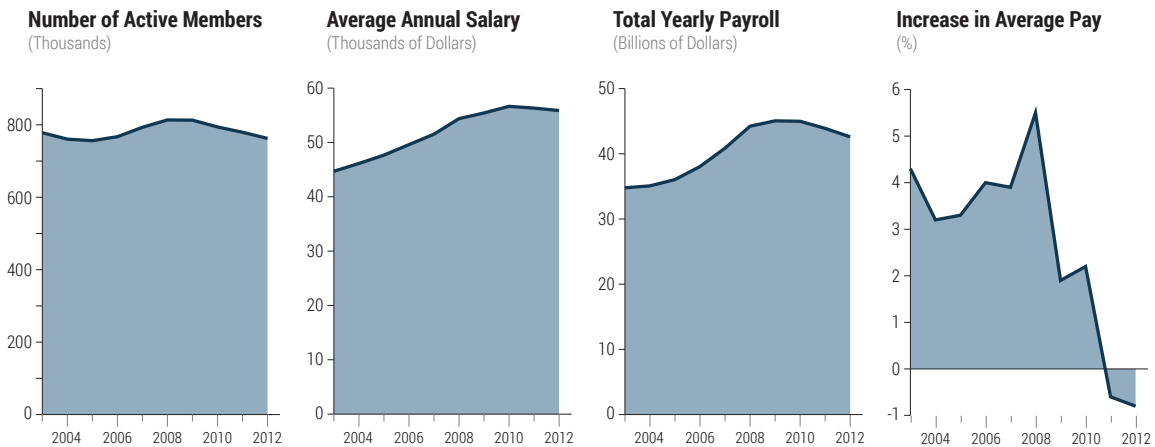 Number of Active Members
(Thousands)
800
600
400
200
0
2004 2006 2008 2010 2012
Average Annual Salary
(Thousands of Dollars)
60
50
40
30
20
10
0
2004 2006 2008 2010 2012
Total Yearly Payroll
(Billions of Dollars)
50
40
30
20
10
0
2004 2006 2008 2010 2012
Increase in Average Pay
(%)
6
5
4
3
2
1
0
-1
2004 2006 2008 2010 2012